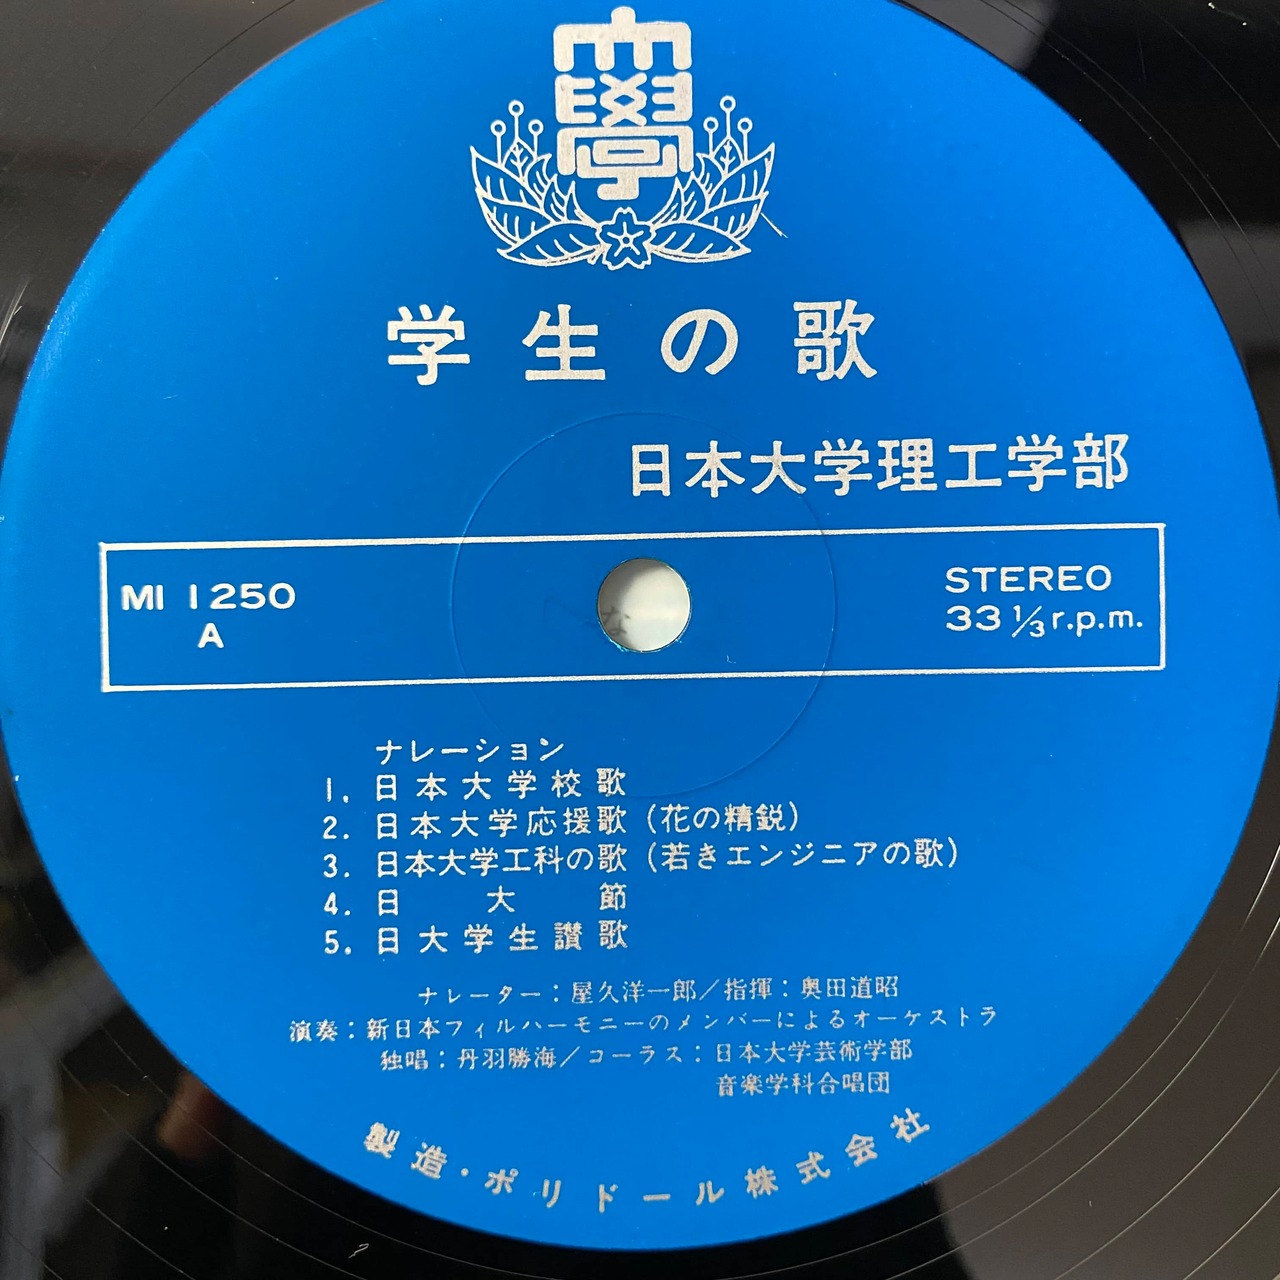 大學
学生の歌
日本大学理工学部
MI 1250
A
STEREO
33 1/3 r.p.m.
ナレーション
1. 日本大学校歌
2. 日本大学応援歌（花の精鋭）
3. 日本大学工科の歌（若きエンジニアの歌）
4. 日大節
5. 日大学生讃歌
ナレーター：屋久洋一郎／指揮：奥田道昭
演奏：新日本フィルハーモニーのメンバーによるオーケストラ
独唱：丹羽勝海／コーラス：日本大学芸術学部
音楽学科合唱団
製造・ポリドール株式会社